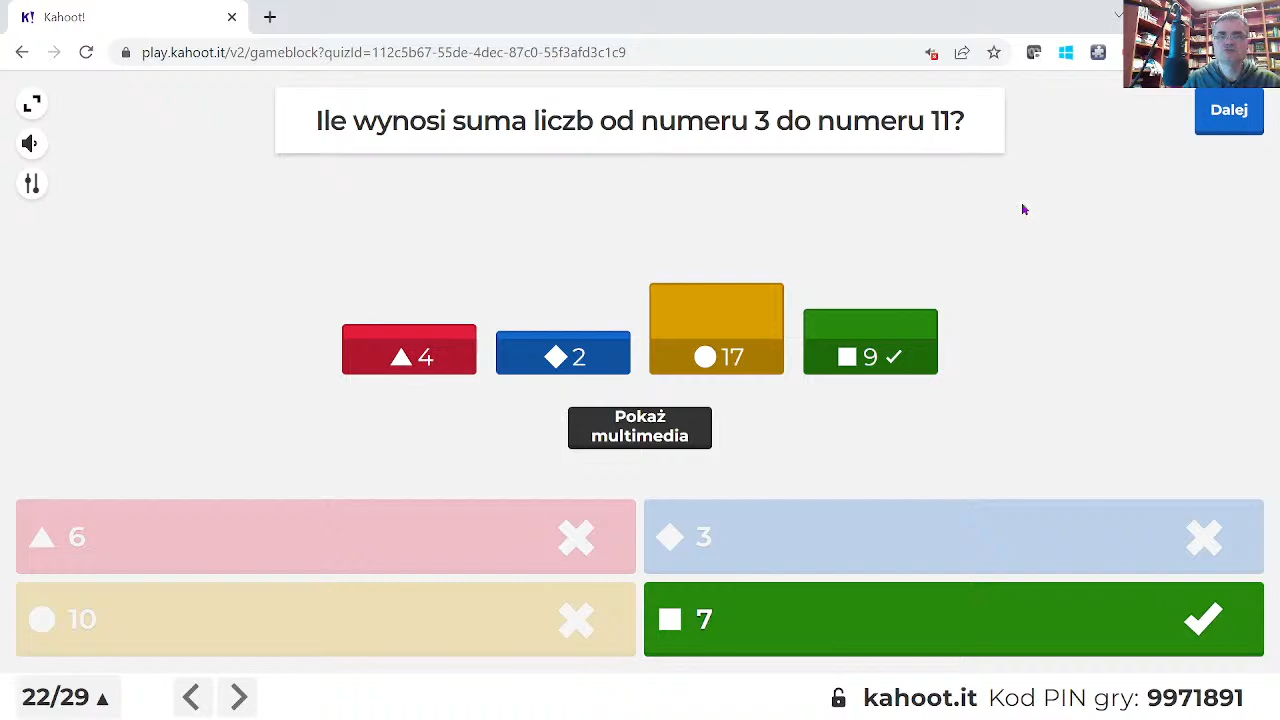 Kahoot!
play.kahoot.it/v2/gameblock?quizId=112c5b67-55de-4dec-87c0-55f3afd3c1c9
Ile wynosi suma liczb od numeru 3 do numeru 11?
Dalej
4
2
17
9
Pokaż
multimedia
6
3
10
7
22/29
kahoot.it Kod PIN gry: 9971891